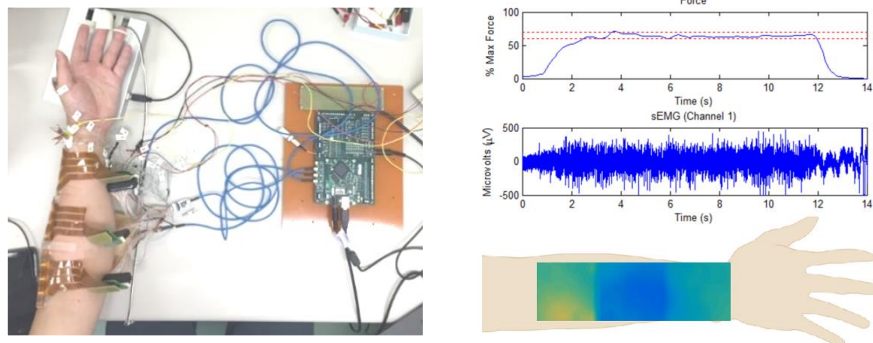 Force
100
50
0
% Max Force
0 2 4 6 8 10 12 14
Time (s)
sEMG (Channel 1)
500
0
-500
Microvolts (µV)
0 2 4 6 8 10 12 14
Time (s)